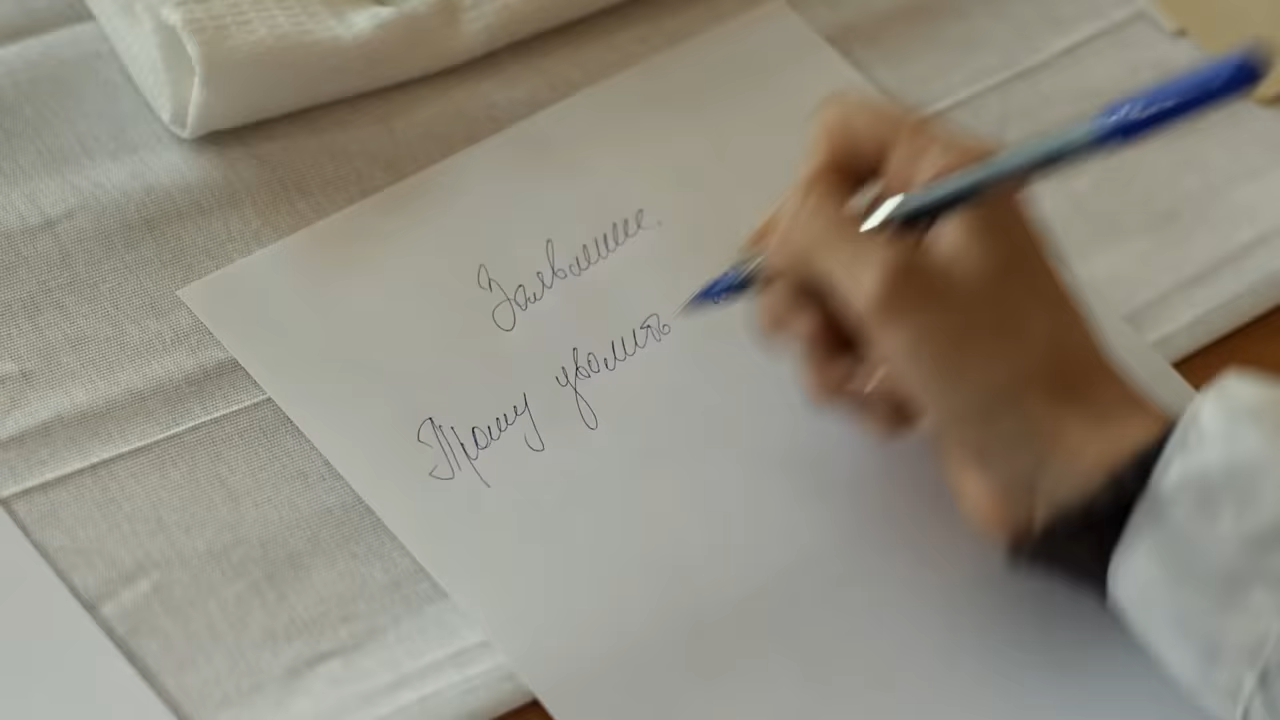 Заявление.
Прошу уволить